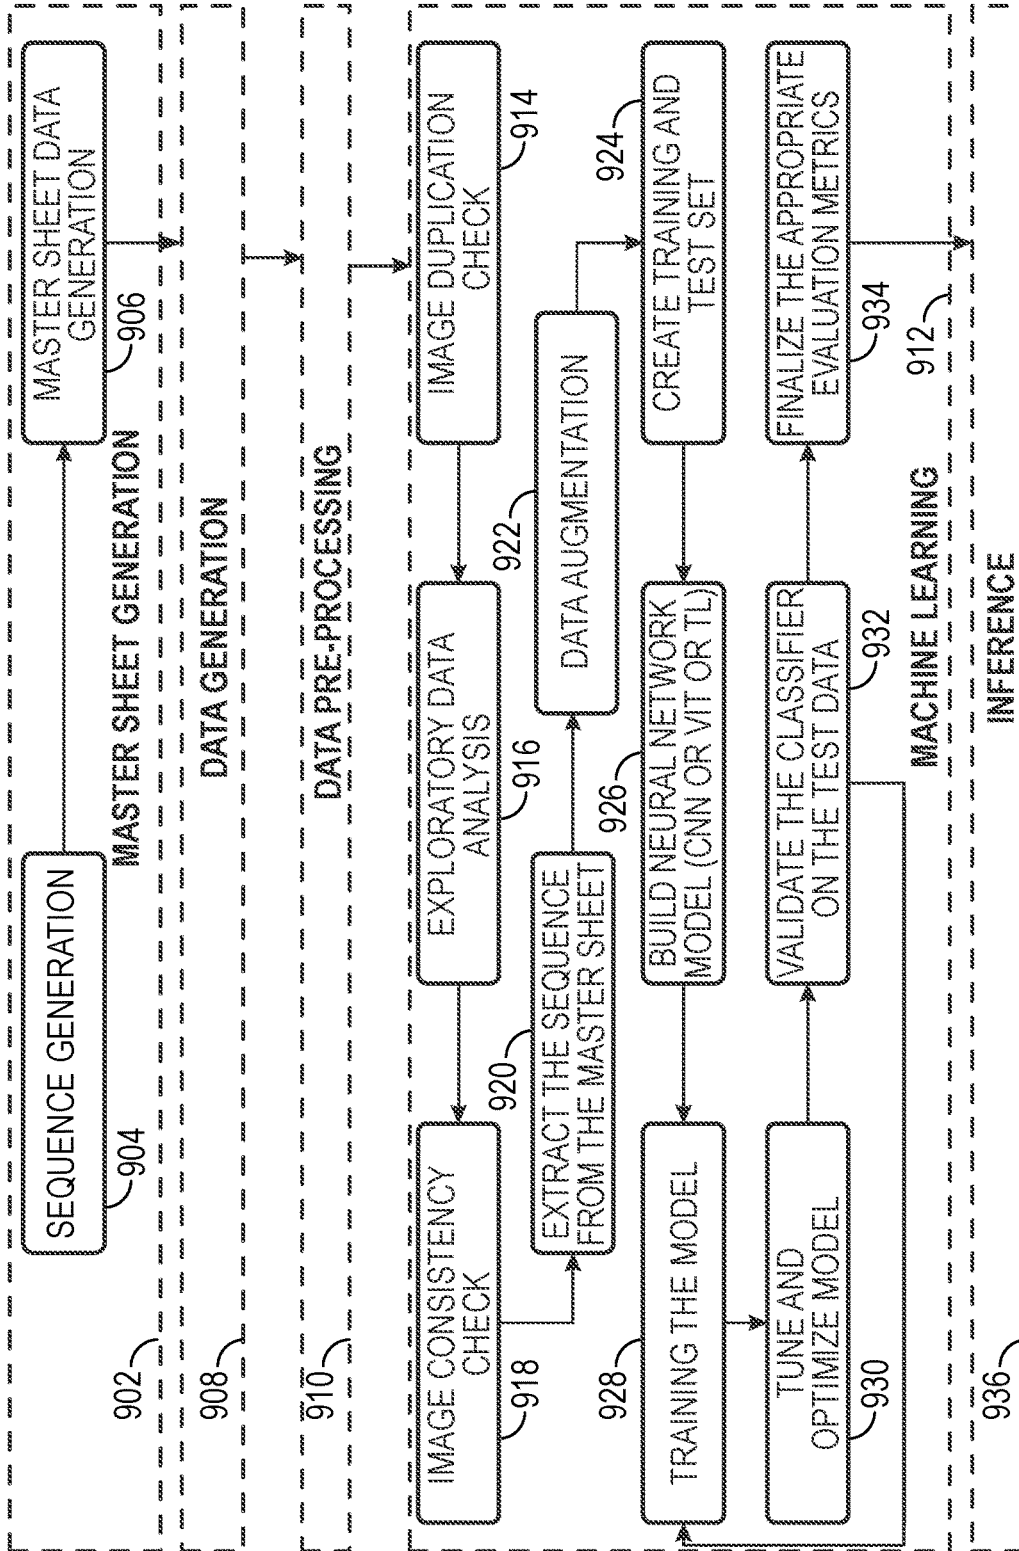 SEQUENCE GENERATION
904
MASTER SHEET DATA
GENERATION
906
MASTER SHEET GENERATION
902
DATA GENERATION
908
DATA PRE-PROCESSING
910
IMAGE DUPLICATION
CHECK
914
EXPLORATORY DATA
ANALYSIS
916
IMAGE CONSISTENCY
CHECK
918
920
EXTRACT THE SEQUENCE
FROM THE MASTER SHEET
922
DATA AUGMENTATION
924
CREATE TRAINING AND
TEST SET
926
BUILD NEURAL NETWORK
MODEL (CNN OR VIT OR TL)
928
TRAINING THE MODEL
TUNE AND
OPTIMIZE MODEL
930
VALIDATE THE CLASSIFIER
ON THE TEST DATA
932
FINALIZE THE APPROPRIATE
EVALUATION METRICS
934
MACHINE LEARNING
912
INFERENCE
936